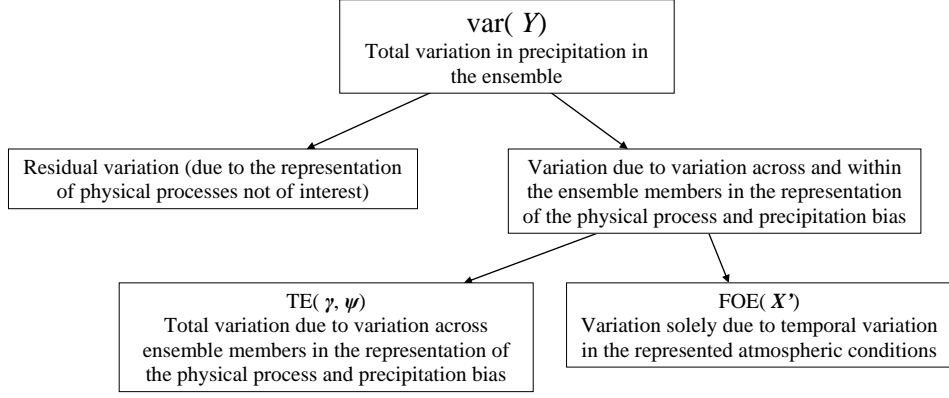 var( Y)
Total variation in precipitation in
the ensemble
Residual variation (due to the representation
of physical processes not of interest)
Variation due to variation across and within
the ensemble members in the representation
of the physical process and precipitation bias
TE( γ, ψ)
Total variation due to variation across
ensemble members in the representation of
the physical process and precipitation bias
FOE( X’)
Variation solely due to temporal variation
in the represented atmospheric conditions